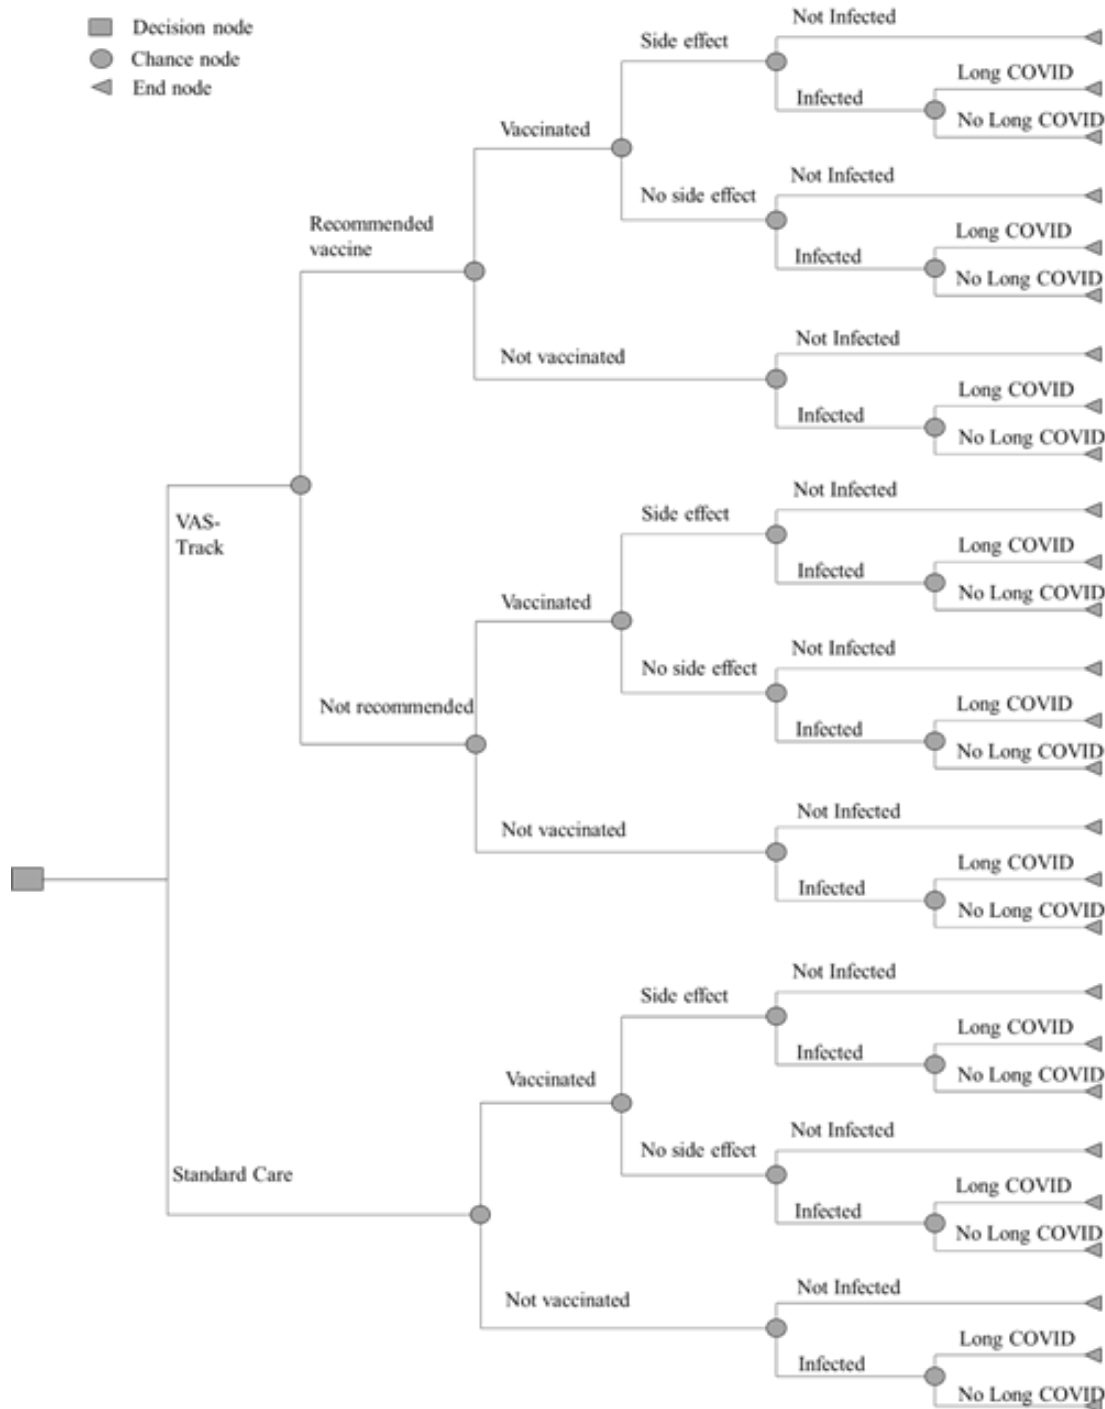 Decision node
Chance node
End node
Not Infected
Side effect
Long COVID
Infected
No Long COVID
Vaccinated
Not Infected
No side effect
Long COVID
Infected
No Long COVID
Recommended
vaccine
Not Infected
Not vaccinated
Long COVID
Infected
No Long COVID
VAS-
Track
Not Infected
Side effect
Long COVID
Infected
No Long COVID
Vaccinated
Not Infected
No side effect
Long COVID
Infected
No Long COVID
Not recommended
Not Infected
Not vaccinated
Long COVID
Infected
No Long COVID
Not Infected
Side effect
Long COVID
Infected
No Long COVID
Vaccinated
Not Infected
No side effect
Long COVID
Infected
No Long COVID
Standard Care
Not Infected
Not vaccinated
Long COVID
Infected
No Long COVID